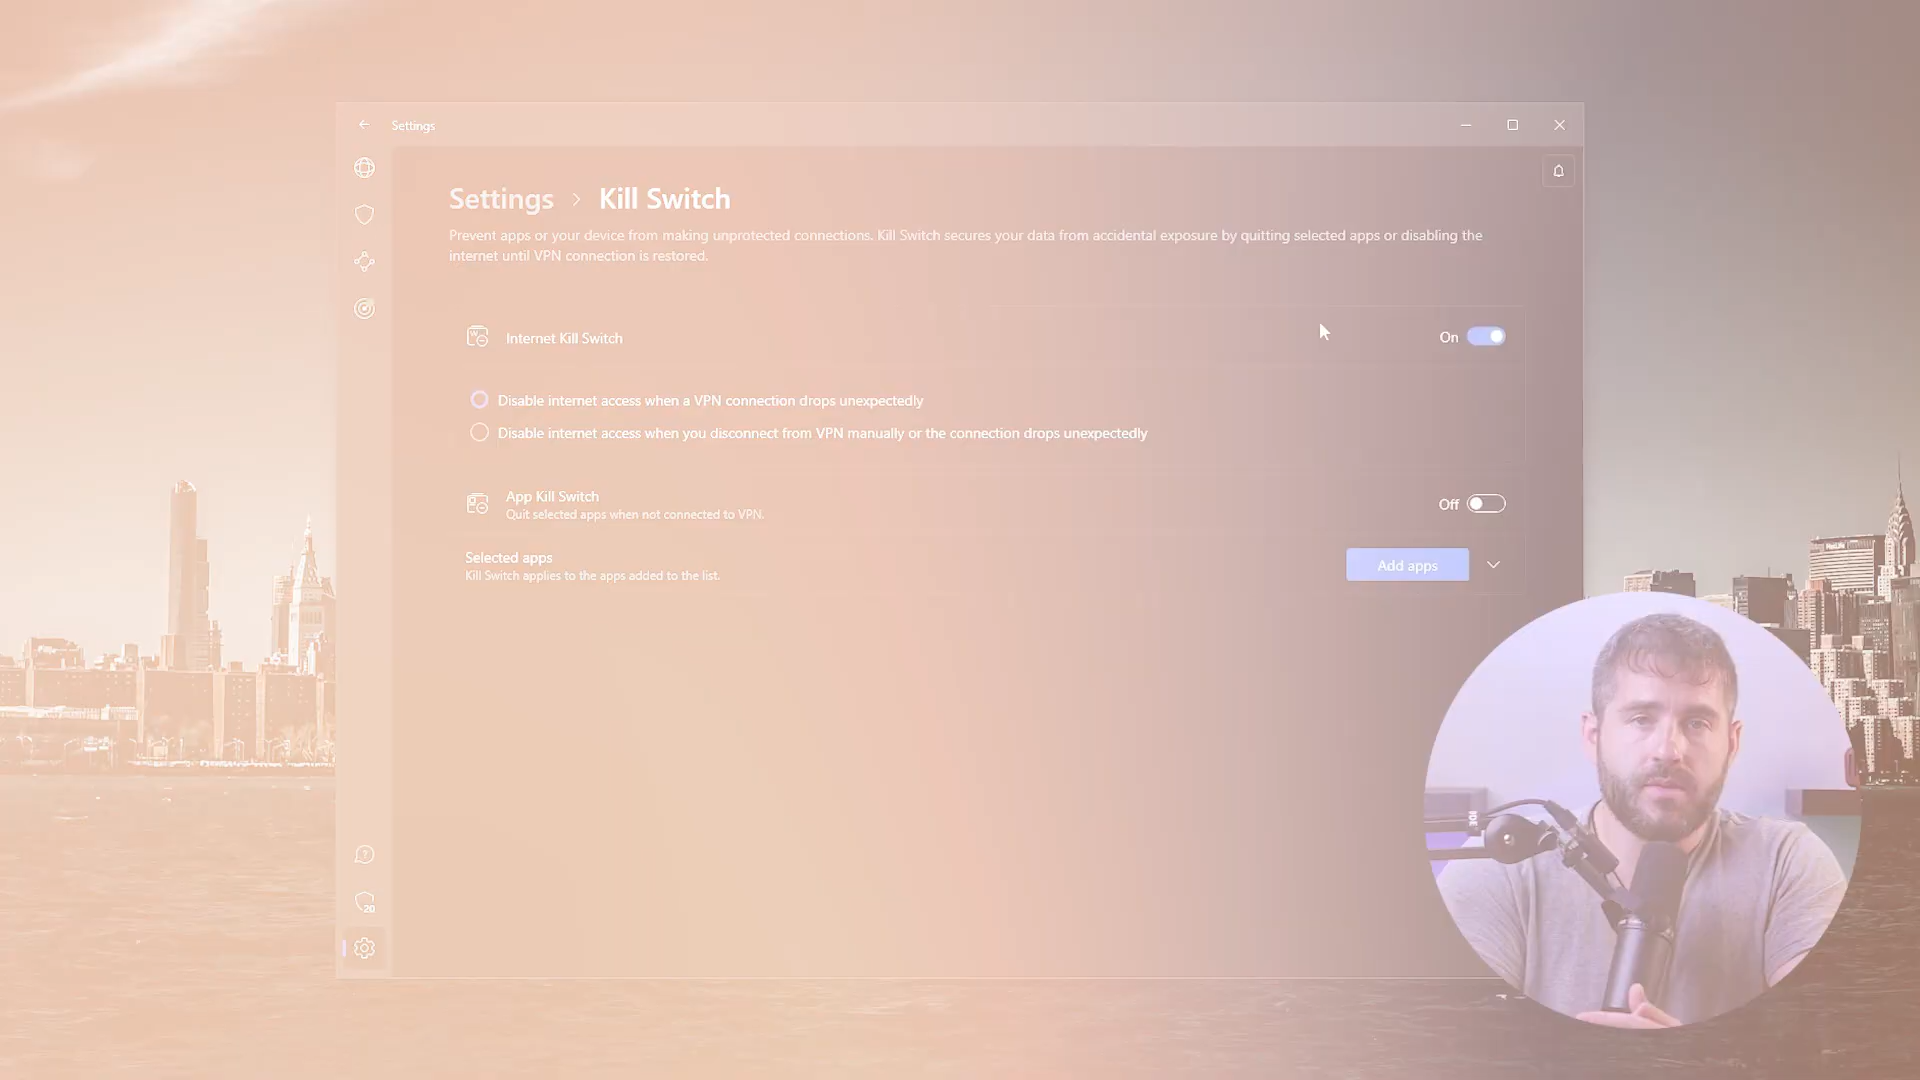 Settings
Settings > Kill Switch
Prevent apps or your device from making unprotected connections. Kill Switch secures your data from accidental exposure by quitting selected apps or disabling the
internet until VPN connection is restored.
Internet Kill Switch
On
Disable internet access when a VPN connection drops unexpectedly
Disable internet access when you disconnect from VPN manually or the connection drops unexpectedly
App Kill Switch
Off
Quit selected apps when not connected to VPN.
Selected apps
Add apps
Kill Switch applies to the apps added to the list.
MetLife
20